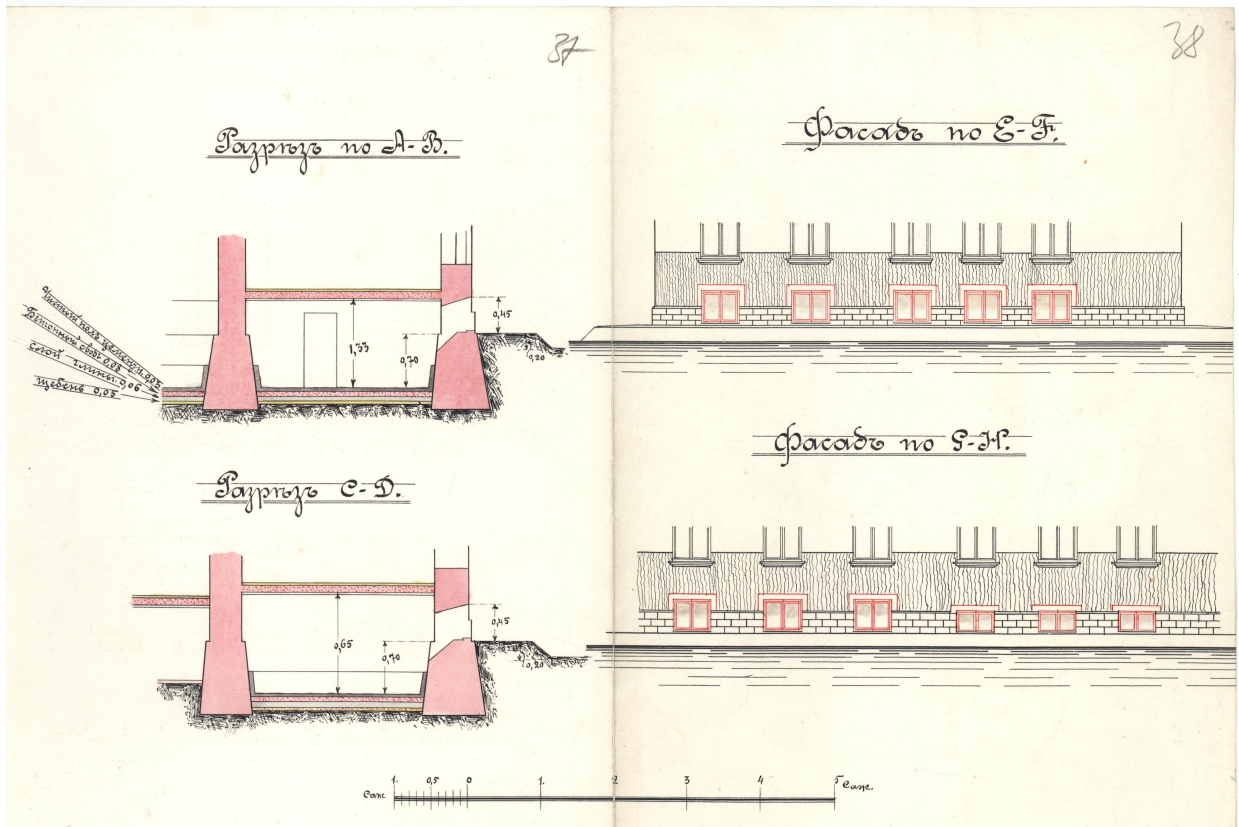 37
38
Разрѣзъ по А-В.
Фасадъ по E-F.
Чистый полъ цементн. 0,02
Бетонный сводъ 0,08
Слой глины. 0,06
Щебень 0,05
1,33
0,70
0,45
0,20
Фасадъ по G-H.
Разрѣзъ C-D.
0,65
0,70
0,45
0,20
Саж.
1. 0,5 0 1. 2 3 4 5 Саж.